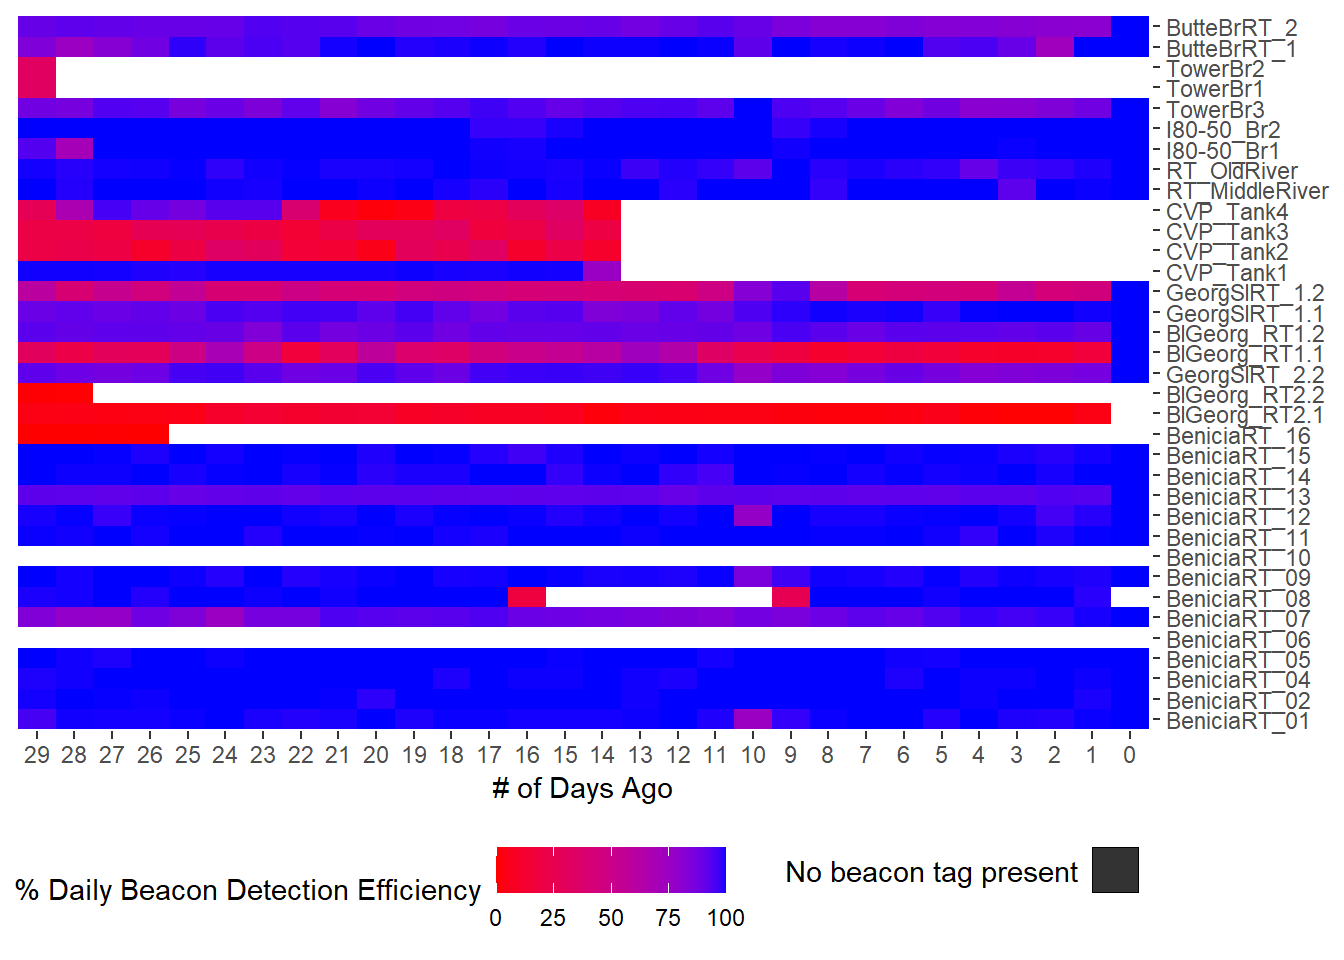 ButteBrRT_2
ButteBrRT_1
TowerBr2
TowerBr1
TowerBr3
I80-50_Br2
I80-50_Br1
RT_OldRiver
RT_MiddleRiver
CVP_Tank4
CVP_Tank3
CVP_Tank2
CVP_Tank1
GeorgSlRT_1.2
GeorgSlRT_1.1
BlGeorg_RT1.2
BlGeorg_RT1.1
GeorgSlRT_2.2
BlGeorg_RT2.2
BlGeorg_RT2.1
BeniciaRT_16
BeniciaRT_15
BeniciaRT_14
BeniciaRT_13
BeniciaRT_12
BeniciaRT_11
BeniciaRT_10
BeniciaRT_09
BeniciaRT_08
BeniciaRT_07
BeniciaRT_06
BeniciaRT_05
BeniciaRT_04
BeniciaRT_02
BeniciaRT_01
29 28 27 26 25 24 23 22 21 20 19 18 17 16 15 14 13 12 11 10 9 8 7 6 5 4 3 2 1 0
# of Days Ago
% Daily Beacon Detection Efficiency
0 25 50 75 100
No beacon tag present